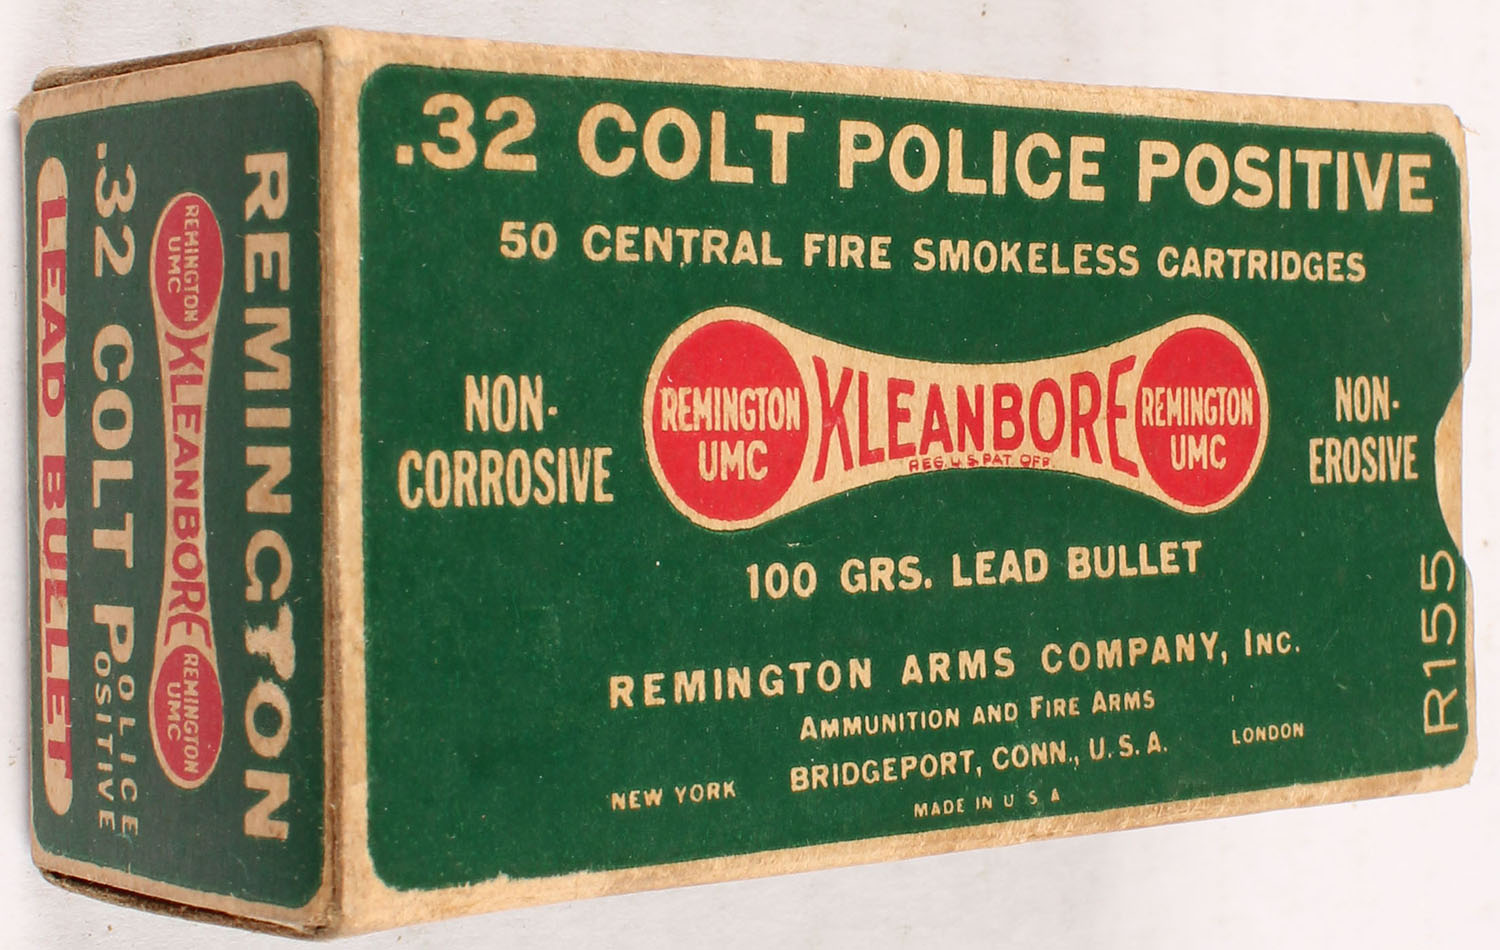 .32 COLT POLICE POSITIVE
50 CENTRAL FIRE SMOKELESS CARTRIDGES
NON-
CORROSIVE
REMINGTON
UMC
KLEANBORE
REG. U.S. PAT. OFF.
REMINGTON
UMC
NON-
EROSIVE
100 GRS. LEAD BULLET
REMINGTON ARMS COMPANY, INC.
AMMUNITION AND FIRE ARMS
BRIDGEPORT, CONN., U.S.A.
NEW YORK
LONDON
MADE IN U S A
R155
REMINGTON
REMINGTON
UMC
KLEANBORE
REMINGTON
UMC
.32 COLT POLICE
POSITIVE
LEAD BULLET